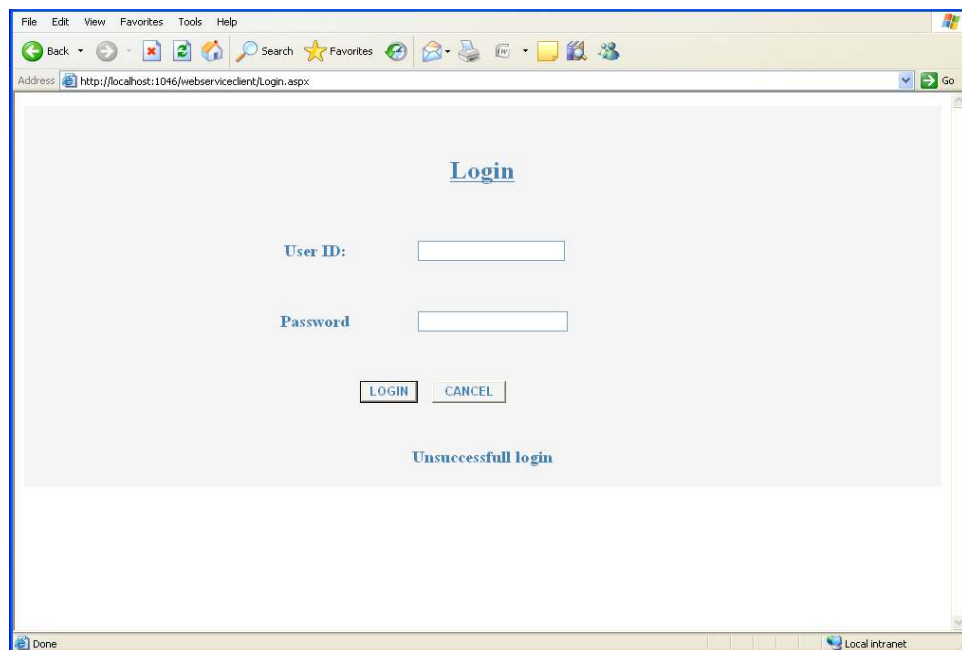 File Edit View Favorites Tools Help
Back Search Favorites
Address http://localhost:1046/webserviceclient/Login.aspx Go
Login
User ID:
Password
LOGIN CANCEL
Unsuccessfull login
Done Local intranet